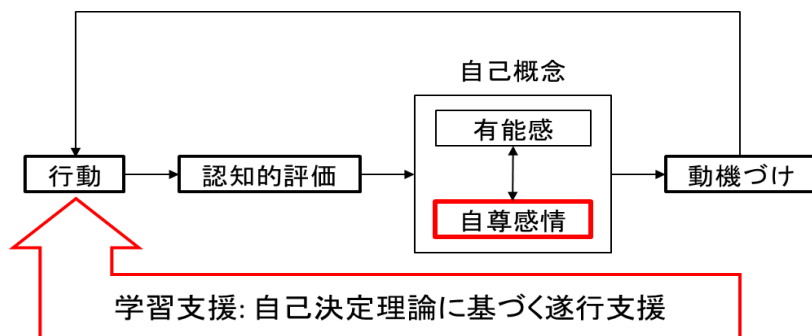 自己概念
有能感
行動
認知的評価
動機づけ
自尊感情
学習支援: 自己決定理論に基づく遂行支援